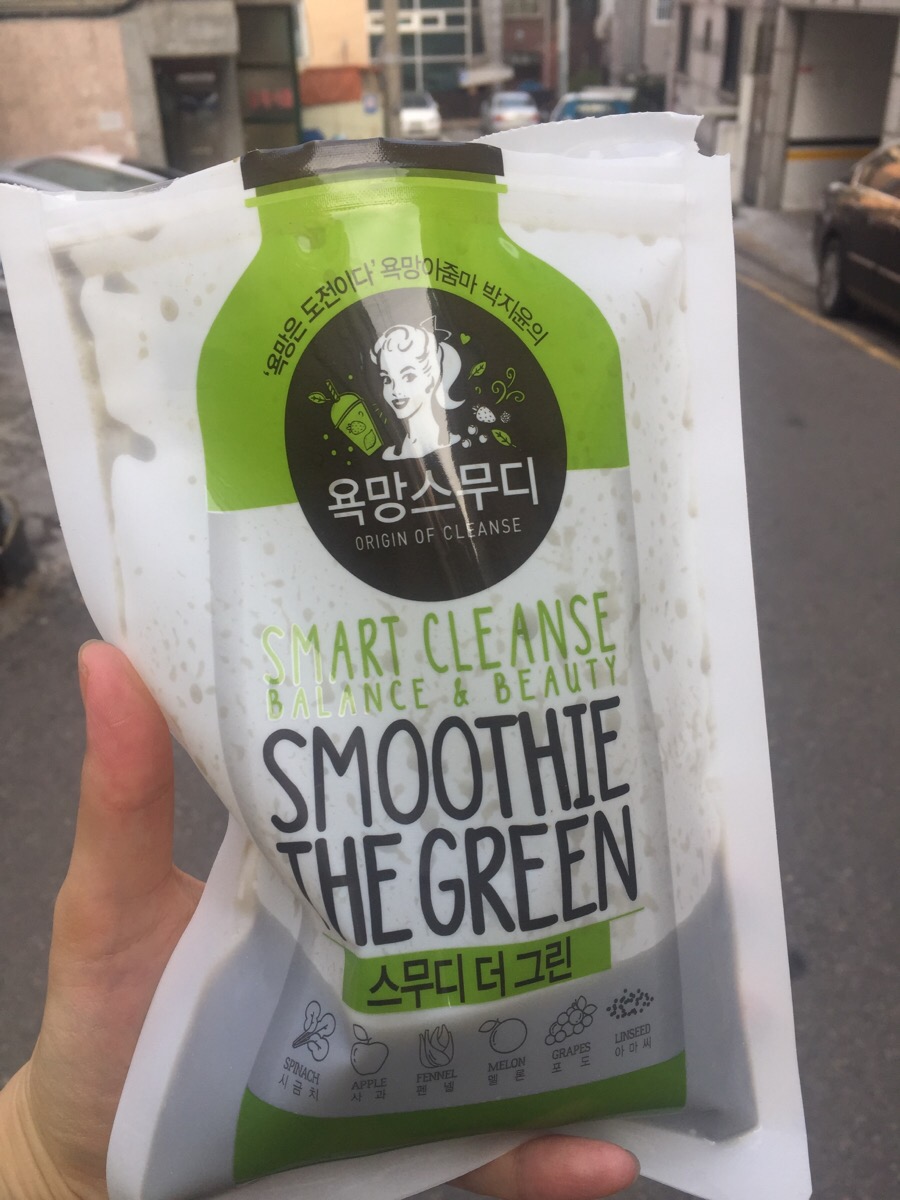 '욕망은 도전이다' 욕망아줌마 박지윤의
욕망스무디
ORIGIN OF CLEANSE
SMART CLEANSE
BALANCE & BEAUTY
SMOOTHIE
THE GREEN
스무디 더 그린
SPINACH
시금치
APPLE
사과
FENNEL
펜넬
MELON
멜론
GRAPES
포도
LINSEED
아마씨